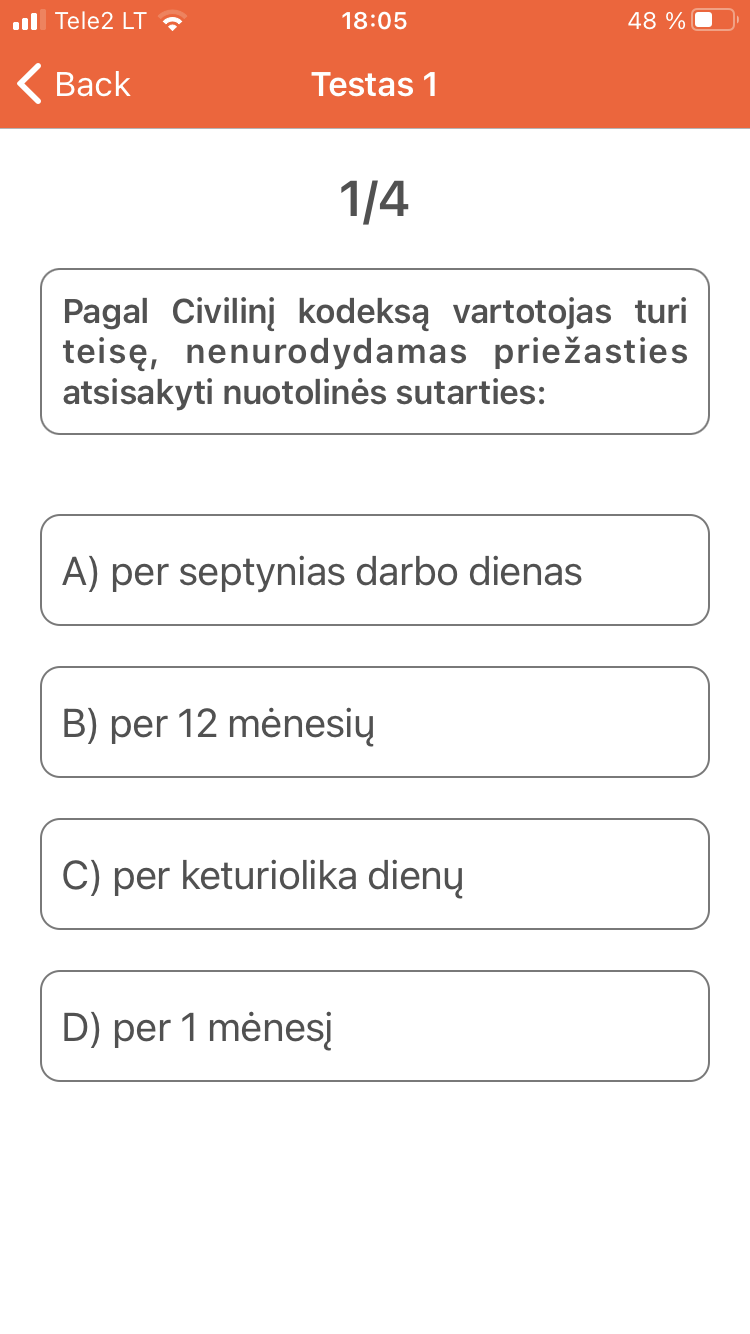 Tele2 LT 18:05 48 %
Back Testas 1
1/4
Pagal Civilinį kodeksą vartotojas turi
teisę, nenurodydamas priežasties
atsisakyti nuotolinės sutarties:
A) per septynias darbo dienas
B) per 12 mėnesių
C) per keturiolika dienų
D) per 1 mėnesį